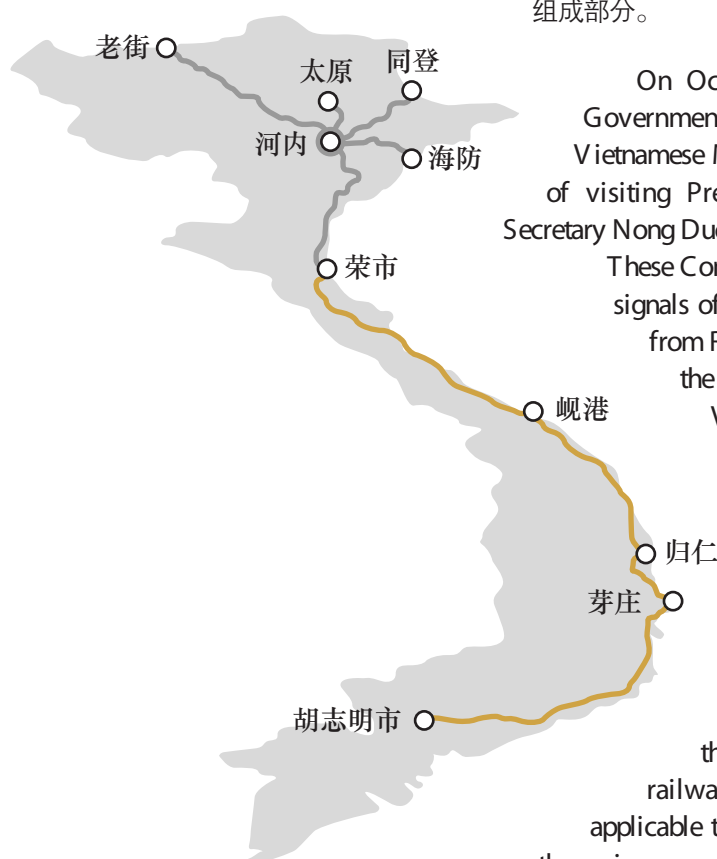 组成部分。
老街
太原
同登
河内
海防
荣市
岘港
归仁
芽庄
胡志明市
On Oc
Governmen
Vietnamese
of visiting Pre
Secretary Nong Duc
These Con
signals of
from
the
th
railwa
applicable t